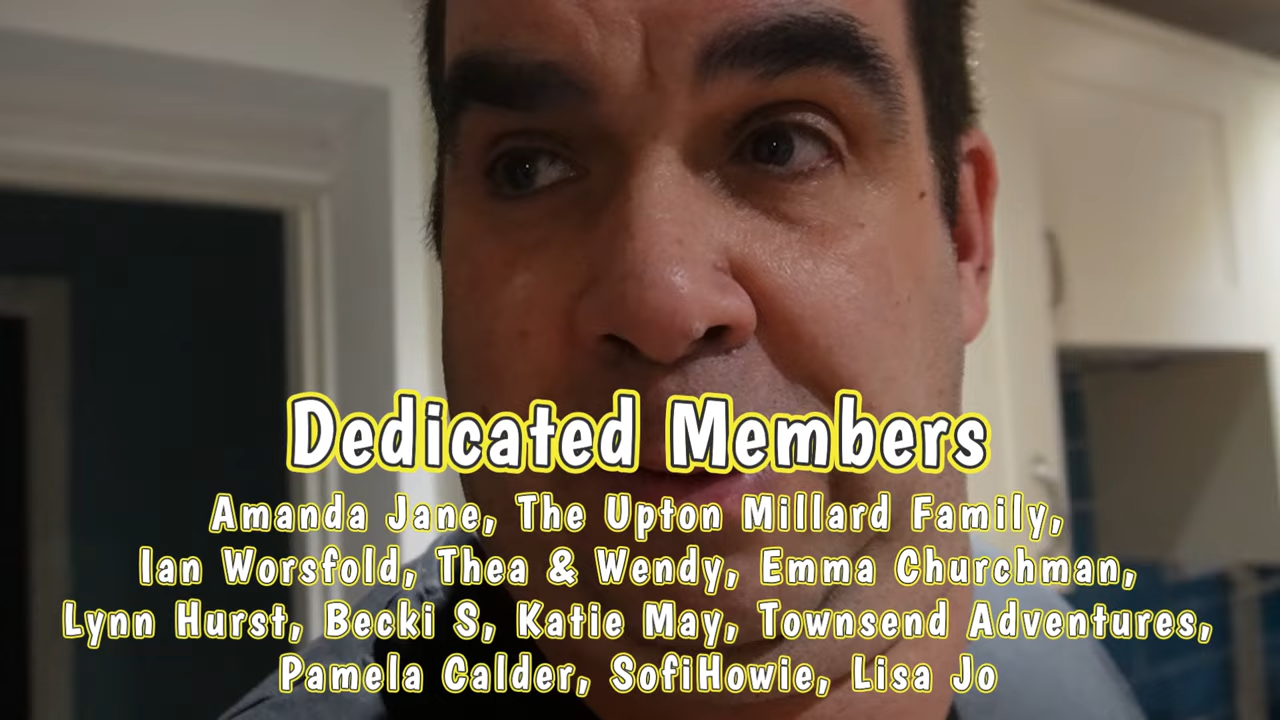 Dedicated Members
Amanda Jane, The Upton Millard Family,
Ian Worsfold, Thea & Wendy, Emma Churchman,
Lynn Hurst, Becki S, Katie May, Townsend Adventures,
Pamela Calder, SofiHowie, Lisa Jo